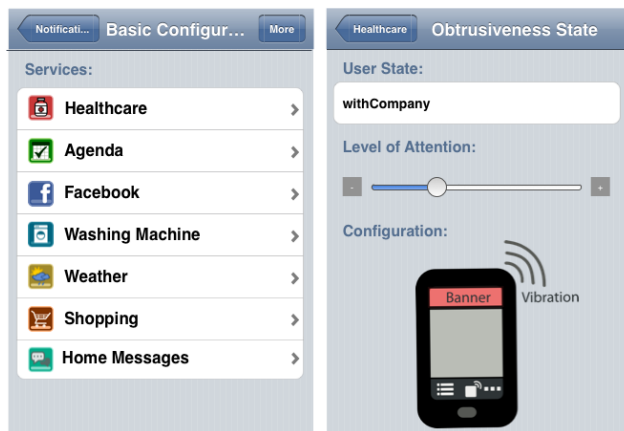 Notificati... Basic Configur... More
Services:
Healthcare
Agenda
Facebook
Washing Machine
Weather
Shopping
Home Messages
Healthcare Obtrusiveness State
User State:
withCompany
Level of Attention:
- +
Configuration:
Banner
Vibration